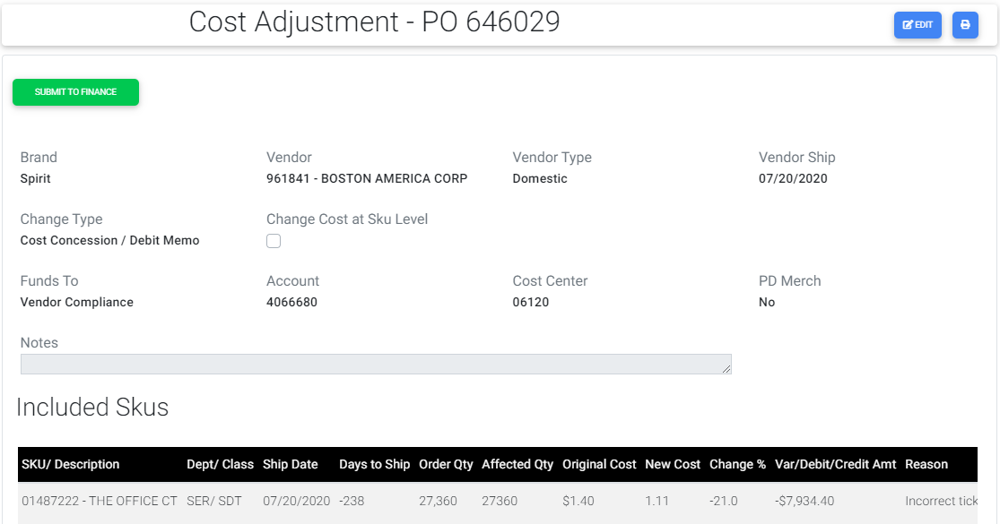 Cost Adjustment - PO 646029
EDIT
SUBMIT TO FINANCE
Brand Vendor Vendor Type Vendor Ship
Spirit 961841 - BOSTON AMERICA CORP Domestic 07/20/2020
Change Type Change Cost at Sku Level
Cost Concession / Debit Memo
Funds To Account Cost Center PD Merch
Vendor Compliance 4066680 06120 No
Notes
Included Skus
SKU/ Description Dept/ Class Ship Date Days to Ship Order Qty Affected Qty Original Cost New Cost Change % Var/Debit/Credit Amt Reason
01487222 - THE OFFICE CT SER/ SDT 07/20/2020 -238 27,360 27360 $1.40 1.11 -21.0 -$7,934.40 Incorrect tick